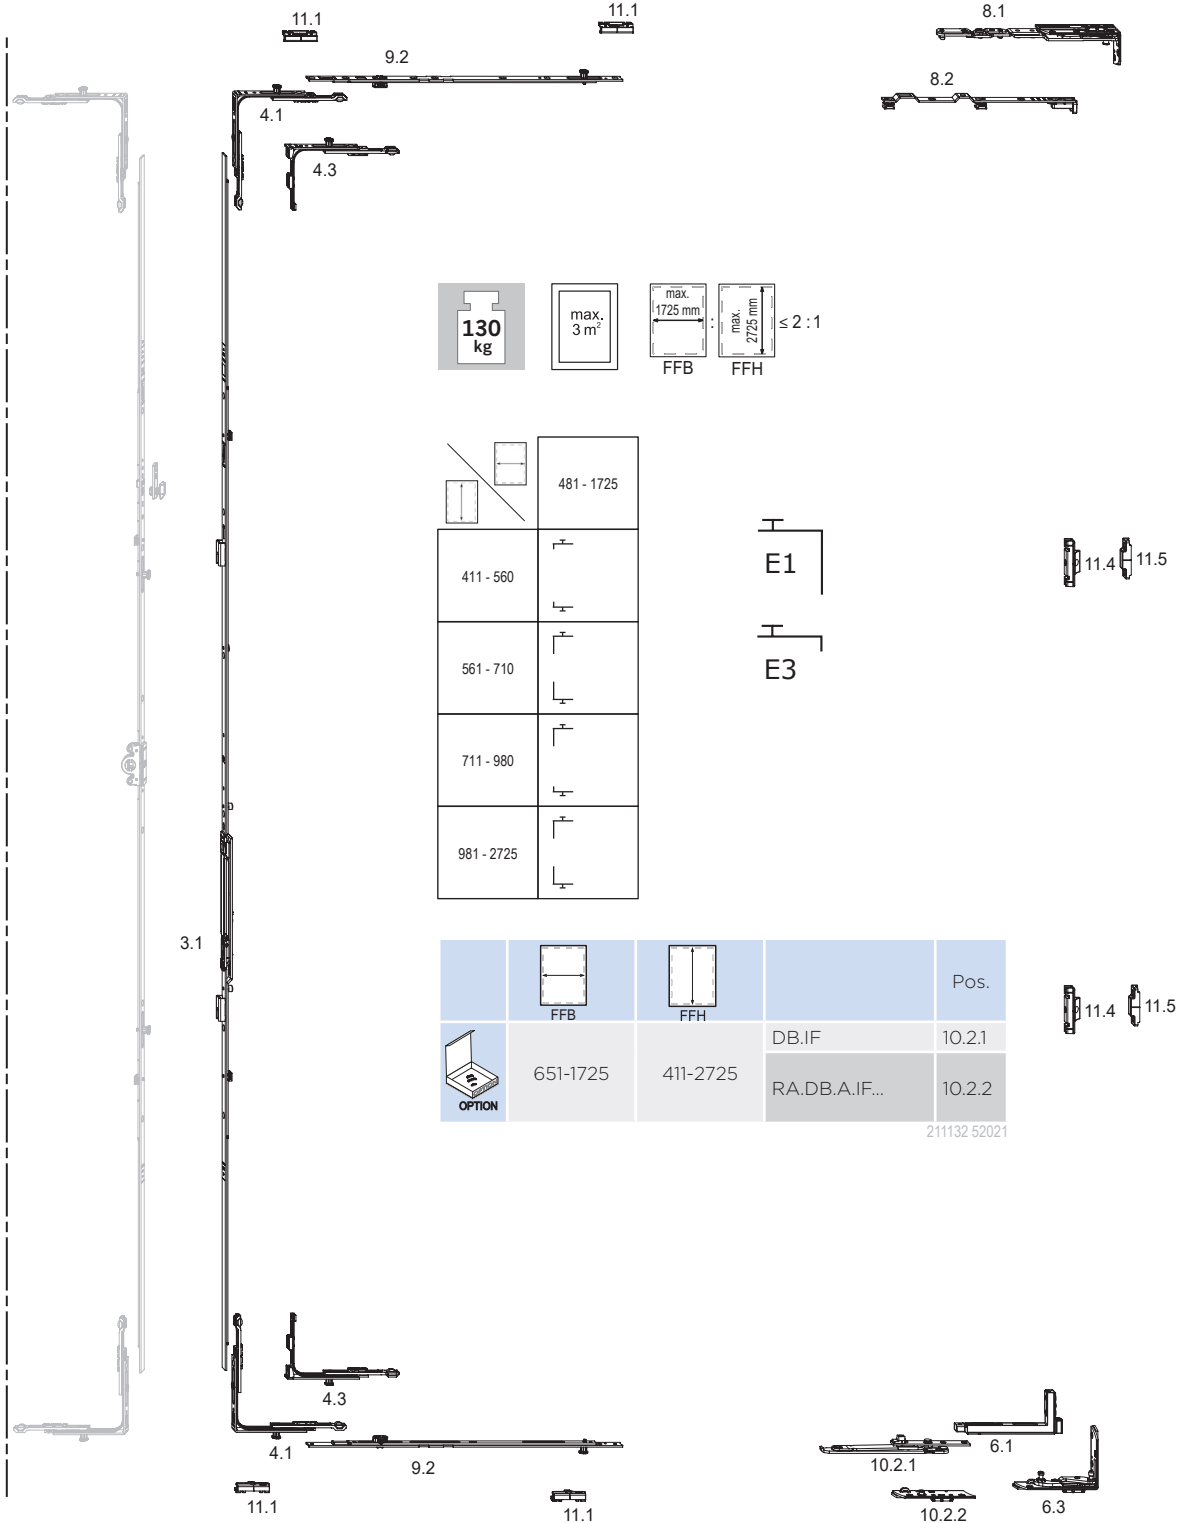 11.1
11.1
8.1
9.2
8.2
4.1
4.3
130
kg
max.
3 m²
max.
1725 mm
FFB
:
max.
2725 mm
FFH
≤ 2 : 1
481 - 1725
411 - 560
561 - 710
711 - 980
981 - 2725
E1
E3
11.4
11.5
3.1
FFB
FFH
Pos.
OPTION
651-1725
411-2725
DB.IF
10.2.1
RA.DB.A.IF...
10.2.2
211132 52021
11.4
11.5
4.3
4.1
9.2
11.1
11.1
6.1
10.2.1
10.2.2
6.3